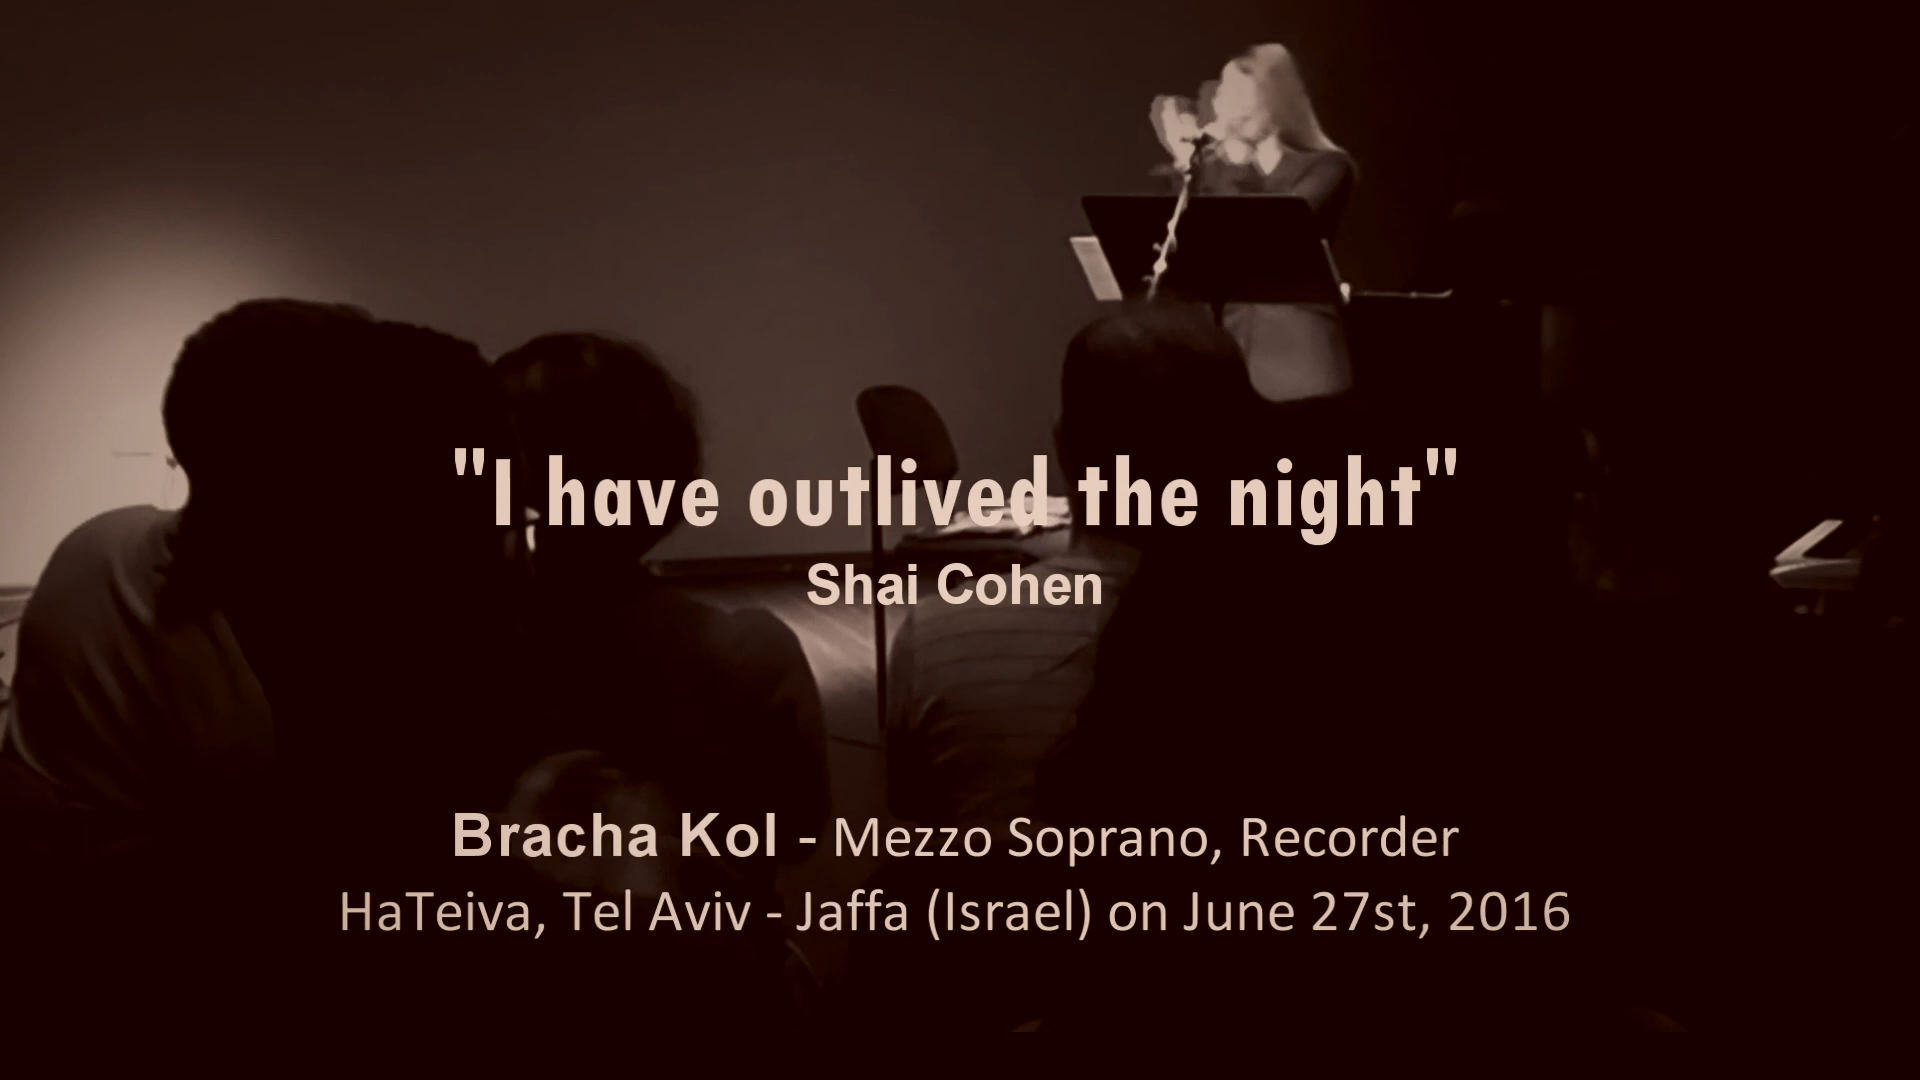 "I have outlived the night"
Shai Cohen
Bracha Kol - Mezzo Soprano, Recorder
HaTeiva, Tel Aviv - Jaffa (Israel) on June 27st, 2016